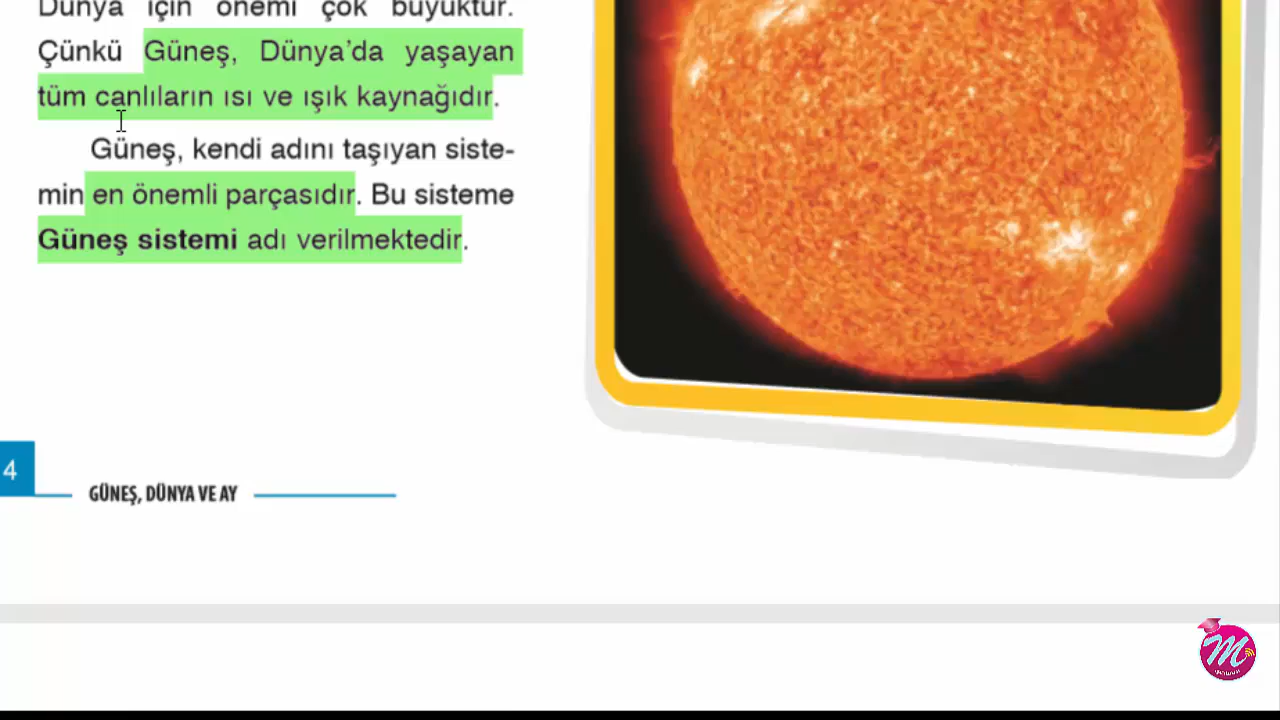 Dünya için önemi çok büyüktür.
Çünkü Güneş, Dünya’da yaşayan
tüm canlıların ısı ve ışık kaynağıdır.
Güneş, kendi adını taşıyan siste-
min en önemli parçasıdır. Bu sisteme
Güneş sistemi adı verilmektedir.
4
GÜNEŞ, DÜNYA VE AY
M